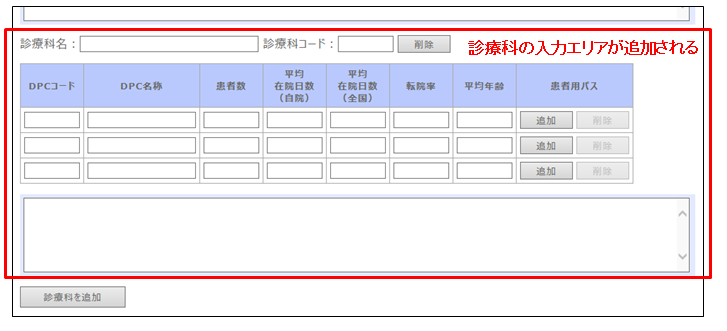 診療科名： 診療科コード： 削除 診療科の入力エリアが追加される
DPCコード DPC名称 患者数 平均在院日数（自院） 平均在院日数（全国） 転院率 平均年齢 患者用パス
追加 削除
追加 削除
追加 削除
診療科を追加